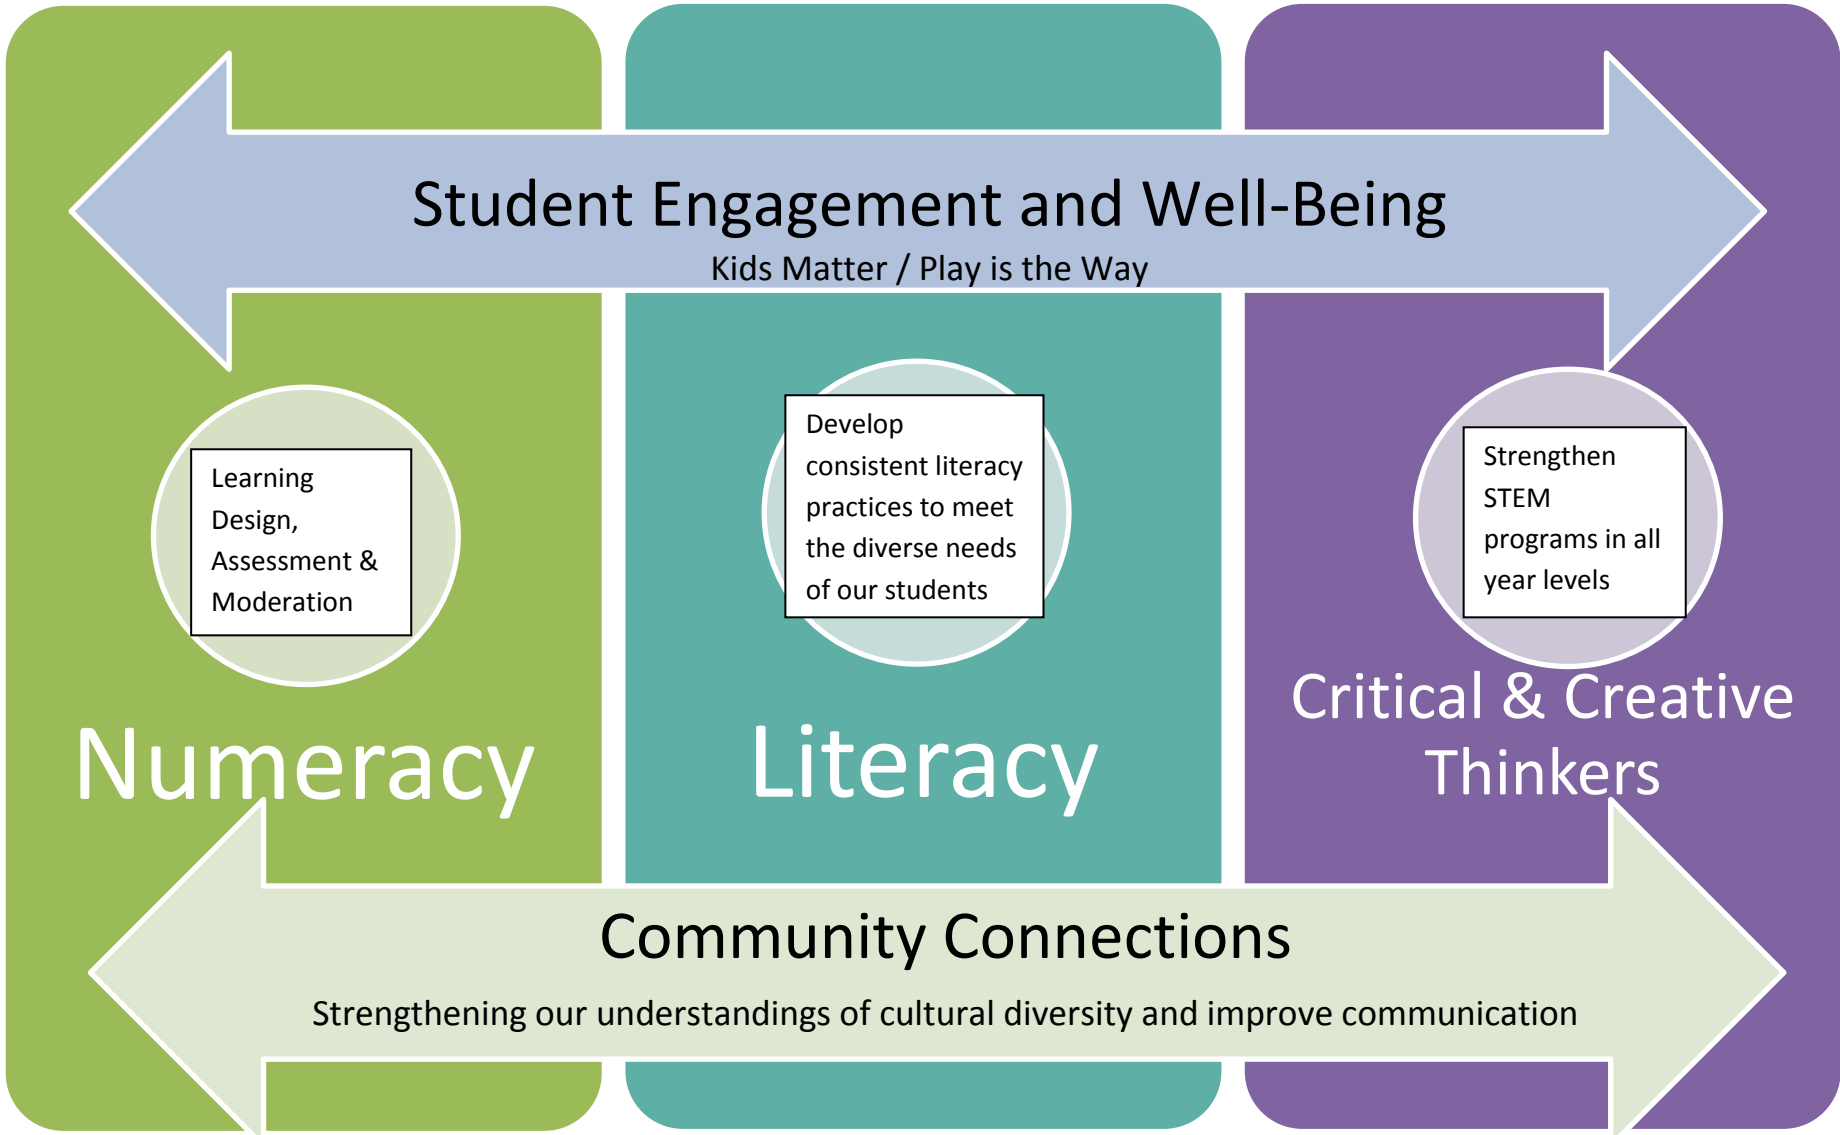 Student Engagement and Well-Being
Kids Matter / Play is the Way
Learning
Design,
Assessment &
Moderation
Numeracy
Develop
consistent literacy
practices to meet
the diverse needs
of our students
Literacy
Strengthen
STEM
programs in all
year levels
Critical & Creative
Thinkers
Community Connections
Strengthening our understandings of cultural diversity and improve communication